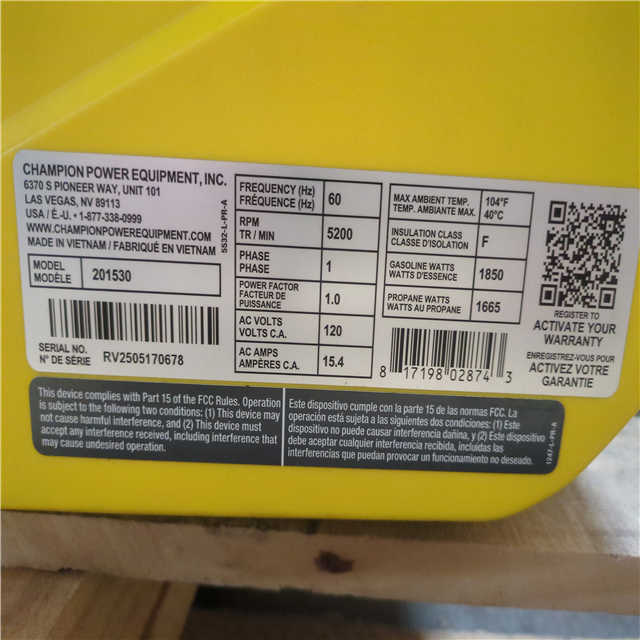 CHAMPION POWER EQUIPMENT, INC.
6370 S PIONEER WAY, UNIT 101
LAS VEGAS, NV 89113
USA / É.-U. • 1-877-338-0999
WWW.CHAMPIONPOWEREQUIPMENT.COM
MADE IN VIETNAM / FABRIQUÉ EN VIETNAM
5532-L-PR-A
MODEL
MODÈLE
201530
SERIAL NO.
N° DE SÉRIE
RV2505170678
FREQUENCY (Hz)
FRÉQUENCE (Hz)
60
RPM
TR / MIN
5200
PHASE
PHASE
1
POWER FACTOR
FACTEUR DE
PUISSANCE
1.0
AC VOLTS
VOLTS C.A.
120
AC AMPS
AMPÈRES C.A.
15.4
MAX AMBIENT TEMP.
TEMP. AMBIANTE MAX.
104°F
40°C
INSULATION CLASS
CLASSE D'ISOLATION
F
GASOLINE WATTS
WATTS D'ESSENCE
1850
PROPANE WATTS
WATTS AU PROPANE
1665
8 17198 02874 3
REGISTER TO
ACTIVATE YOUR
WARRANTY
ENREGISTREZ-VOUS POUR
ACTIVEZ VOTRE
GARANTIE
This device complies with Part 15 of the FCC Rules. Operation
is subject to the following two conditions: (1) This device may
not cause harmful interference, and (2) This device must
accept any interference received, including interference that
may cause undesired operation.
Este dispositivo cumple con la parte 15 de las normas FCC. La
operación está sujeta a las siguientes dos condiciones: (1) Este
dispositivo no puede causar interferencia dañina, y (2) Este dispositivo
debe aceptar cualquier interferencia recibida, incluidas las
interferencias que puedan provocar un funcionamiento no deseado.
1247-L-PR-A